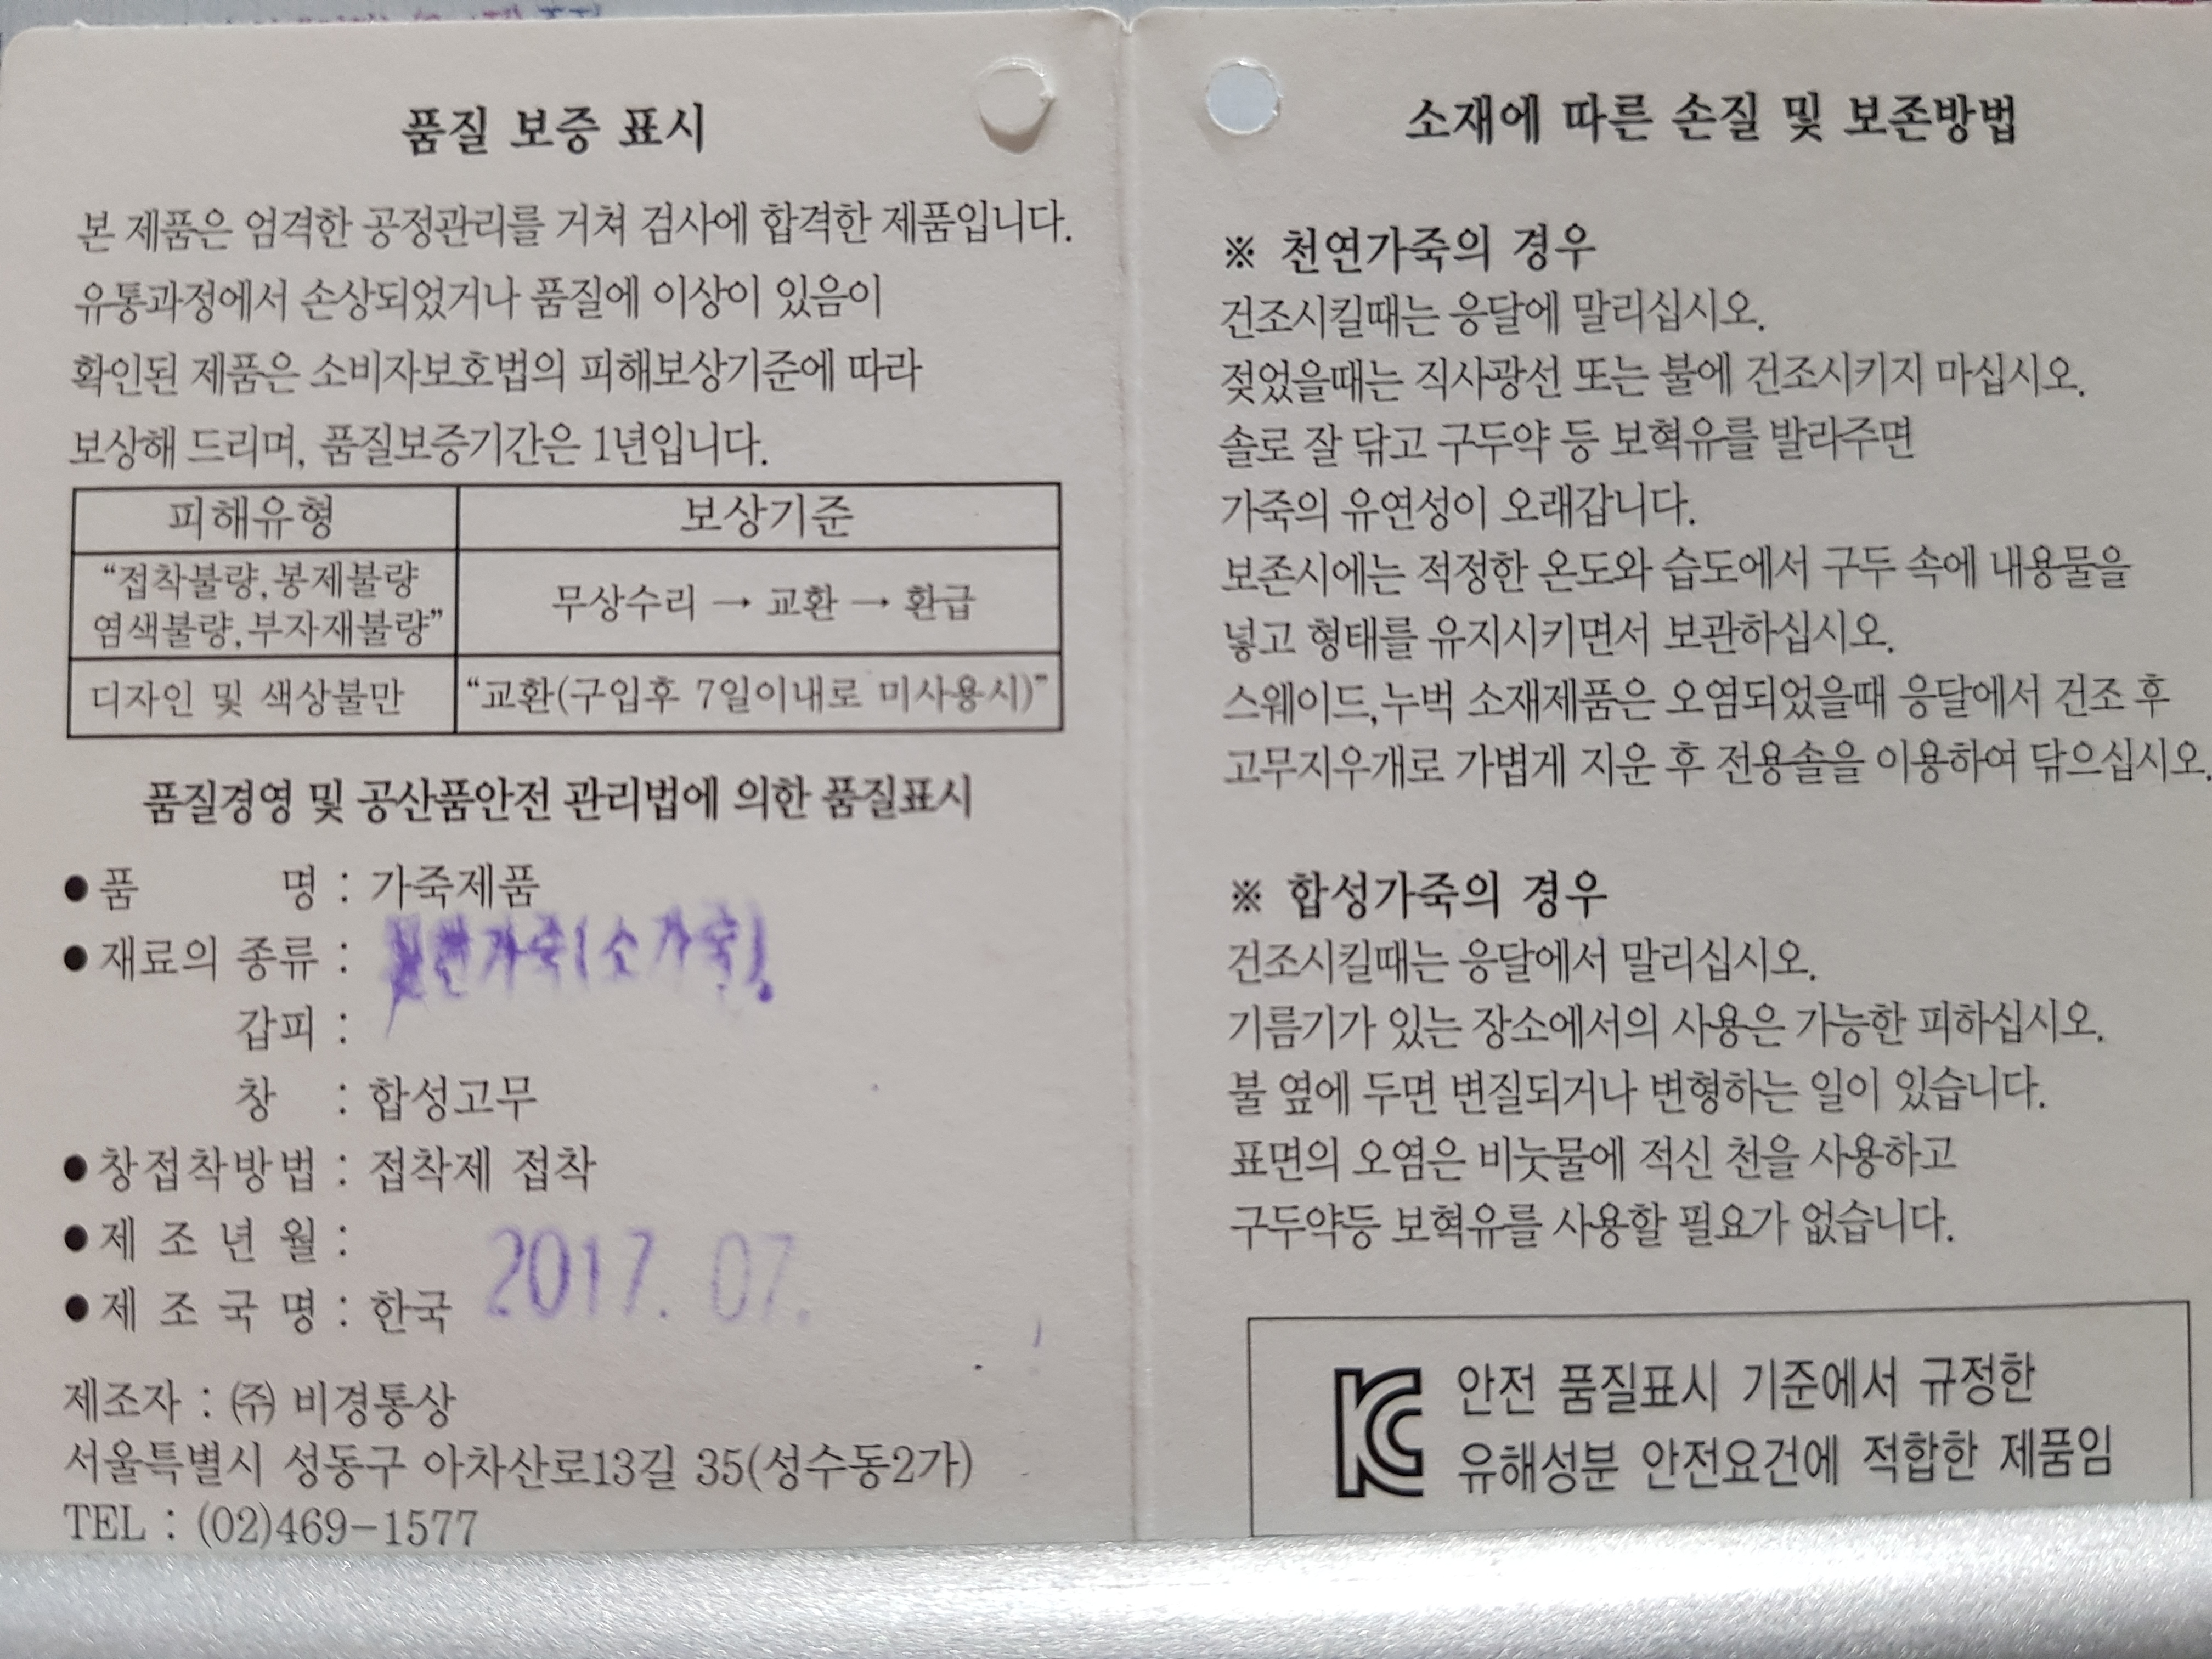 품질 보증 표시
본 제품은 엄격한 공정관리를 거쳐 검사에 합격한 제품입니다.
유통과정에서 손상되었거나 품질에 이상이 있음이
확인된 제품은 소비자보호법의 피해보상기준에 따라
보상해 드리며, 품질보증기간은 1년입니다.
피해유형 보상기준
“접착불량,봉제불량
염색불량,부자재불량”
무상수리 → 교환 → 환급
디자인 및 색상불만 “교환(구입후 7일이내로 미사용시)”
품질경영 및 공산품안전 관리법에 의한 품질표시
● 품 명 : 가죽제품
● 재료의 종류 : 가죽(소가죽)
갑피 :
창 : 합성고무
● 창접착방법 : 접착제 접착
● 제 조 년 월 : 2017. 07.
● 제 조 국 명 : 한국
제조자 : ㈜ 비경통상
서울특별시 성동구 아차산로13길 35(성수동2가)
TEL : (02)469-1577
소재에 따른 손질 및 보존방법
※ 천연가죽의 경우
건조시킬때는 응달에 말리십시오.
젖었을때는 직사광선 또는 불에 건조시키지 마십시오.
솔로 잘 닦고 구두약 등 보혁유를 발라주면
가죽의 유연성이 오래갑니다.
보존시에는 적정한 온도와 습도에서 구두 속에 내용물을
넣고 형태를 유지시키면서 보관하십시오.
스웨이드,누벅 소재제품은 오염되었을때 응달에서 건조 후
고무지우개로 가볍게 지운 후 전용솔을 이용하여 닦으십시오.
※ 합성가죽의 경우
건조시킬때는 응달에서 말리십시오.
기름기가 있는 장소에서의 사용은 가능한 피하십시오.
불 옆에 두면 변질되거나 변형하는 일이 있습니다.
표면의 오염은 비눗물에 적신 천을 사용하고
구두약등 보혁유를 사용할 필요가 없습니다.
KC
안전 품질표시 기준에서 규정한
유해성분 안전요건에 적합한 제품임